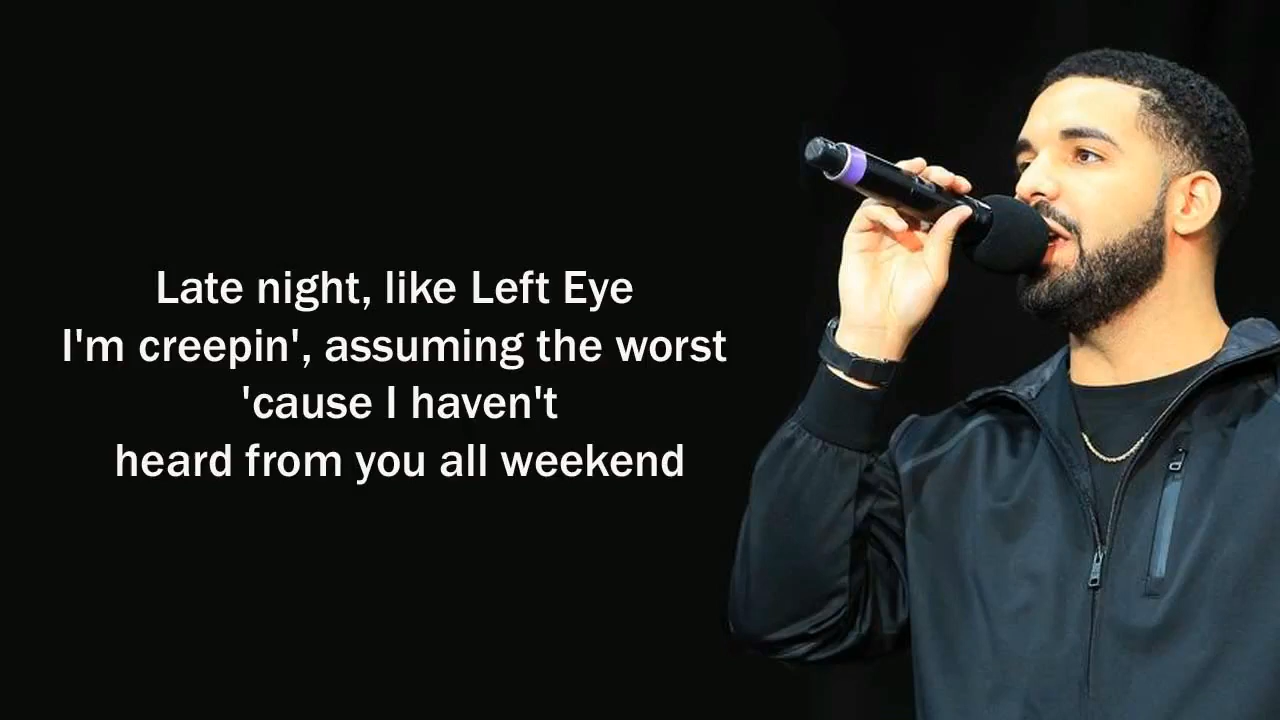 Late night, like Left Eye
I'm creepin', assuming the worst
'cause I haven't
heard from you all weekend